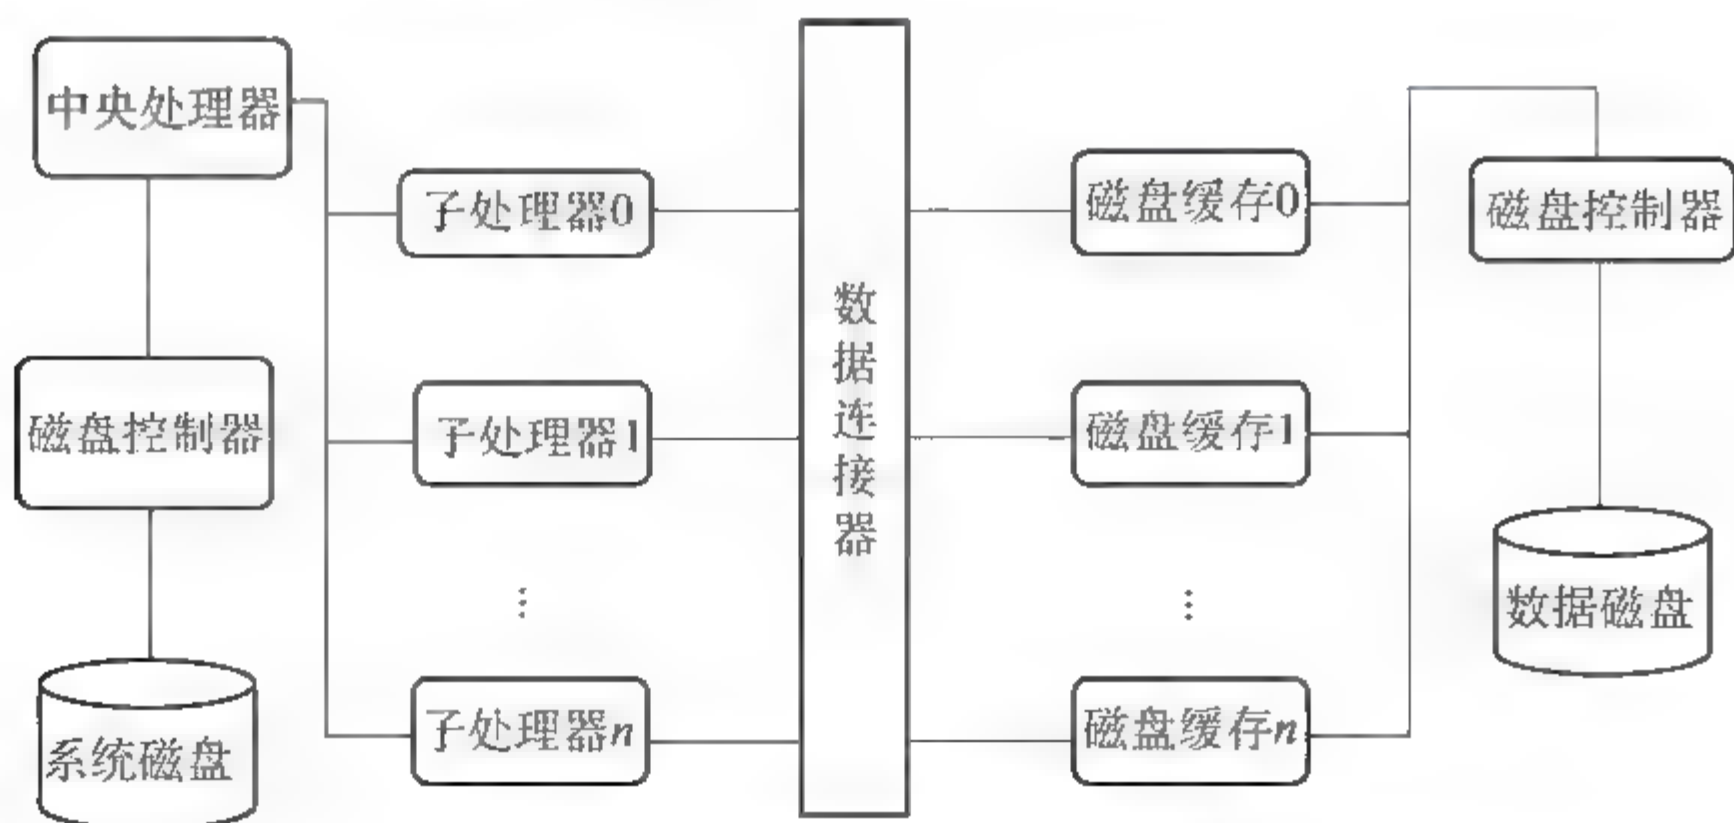 中央处理器
子处理器0
磁盘缓存0
磁盘控制器
磁盘控制器
子处理器1
数据连接器
磁盘缓存1
⋮
⋮
数据磁盘
系统磁盘
子处理器n
磁盘缓存n